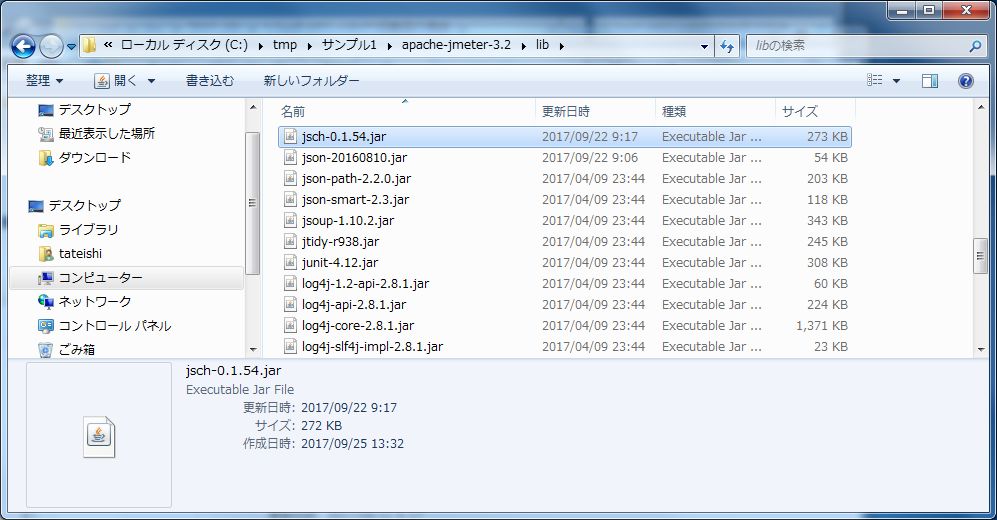 « ローカル ディスク (C:) ▸ tmp ▸ サンプル1 ▸ apache-jmeter-3.2 ▸ lib ▸
libの検索
整理 ▼ 開く ▼ 書き込む 新しいフォルダー
デスクトップ
最近表示した場所
ダウンロード
デスクトップ
ライブラリ
tateishi
コンピューター
ネットワーク
コントロール パネル
ごみ箱
名前 更新日時 種類 サイズ
jsch-0.1.54.jar 2017/09/22 9:17 Executable Jar ... 273 KB
json-20160810.jar 2017/09/22 9:06 Executable Jar ... 54 KB
json-path-2.2.0.jar 2017/04/09 23:44 Executable Jar ... 203 KB
json-smart-2.3.jar 2017/04/09 23:44 Executable Jar ... 118 KB
jsoup-1.10.2.jar 2017/04/09 23:44 Executable Jar ... 343 KB
jtidy-r938.jar 2017/04/09 23:44 Executable Jar ... 245 KB
junit-4.12.jar 2017/04/09 23:44 Executable Jar ... 308 KB
log4j-1.2-api-2.8.1.jar 2017/04/09 23:44 Executable Jar ... 60 KB
log4j-api-2.8.1.jar 2017/04/09 23:44 Executable Jar ... 224 KB
log4j-core-2.8.1.jar 2017/04/09 23:44 Executable Jar ... 1,371 KB
log4j-slf4j-impl-2.8.1.jar 2017/04/09 23:44 Executable Jar ... 23 KB
jsch-0.1.54.jar
Executable Jar File
更新日時: 2017/09/22 9:17
サイズ: 272 KB
作成日時: 2017/09/25 13:32